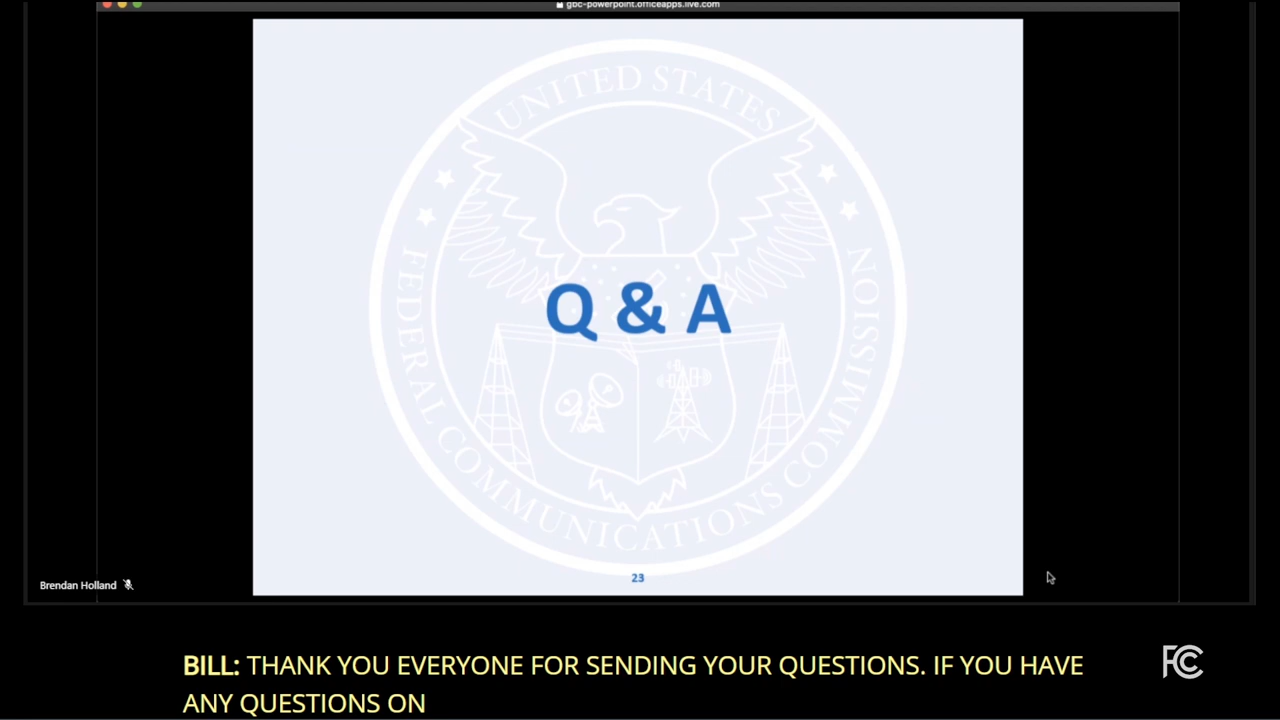 gbc-powerpoint.officeapps.live.com
UNITED STATES
FEDERAL COMMUNICATIONS COMMISSION
Q & A
23
Brendan Holland
BILL: THANK YOU EVERYONE FOR SENDING YOUR QUESTIONS. IF YOU HAVE
ANY QUESTIONS ON
FCC